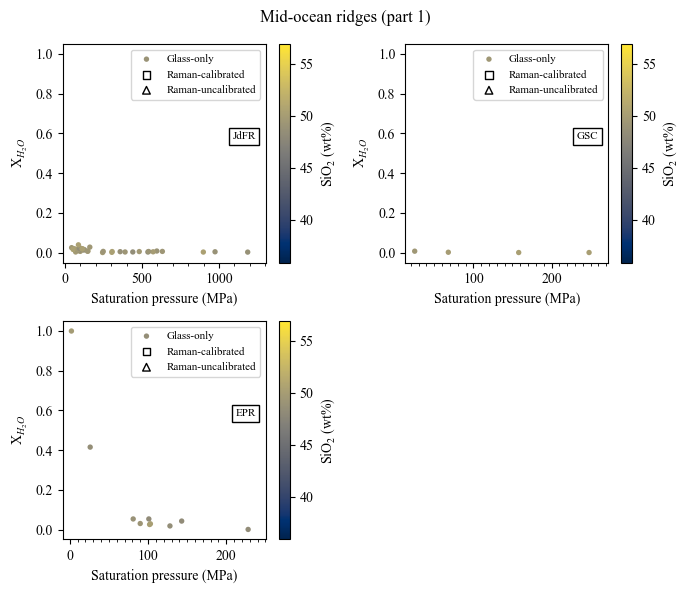 Mid-ocean ridges (part 1)
1.0
0.8
0.6
0.4
0.2
0.0
X_{H_2O}
Glass-only
Raman-calibrated
Raman-uncalibrated
JdFR
0 500 1000
Saturation pressure (MPa)
55
50
45
40
SiO₂ (wt%)
1.0
0.8
0.6
0.4
0.2
0.0
X_{H_2O}
Glass-only
Raman-calibrated
Raman-uncalibrated
GSC
100 200
Saturation pressure (MPa)
55
50
45
40
SiO₂ (wt%)
1.0
0.8
0.6
0.4
0.2
0.0
X_{H_2O}
Glass-only
Raman-calibrated
Raman-uncalibrated
EPR
0 100 200
Saturation pressure (MPa)
55
50
45
40
SiO₂ (wt%)